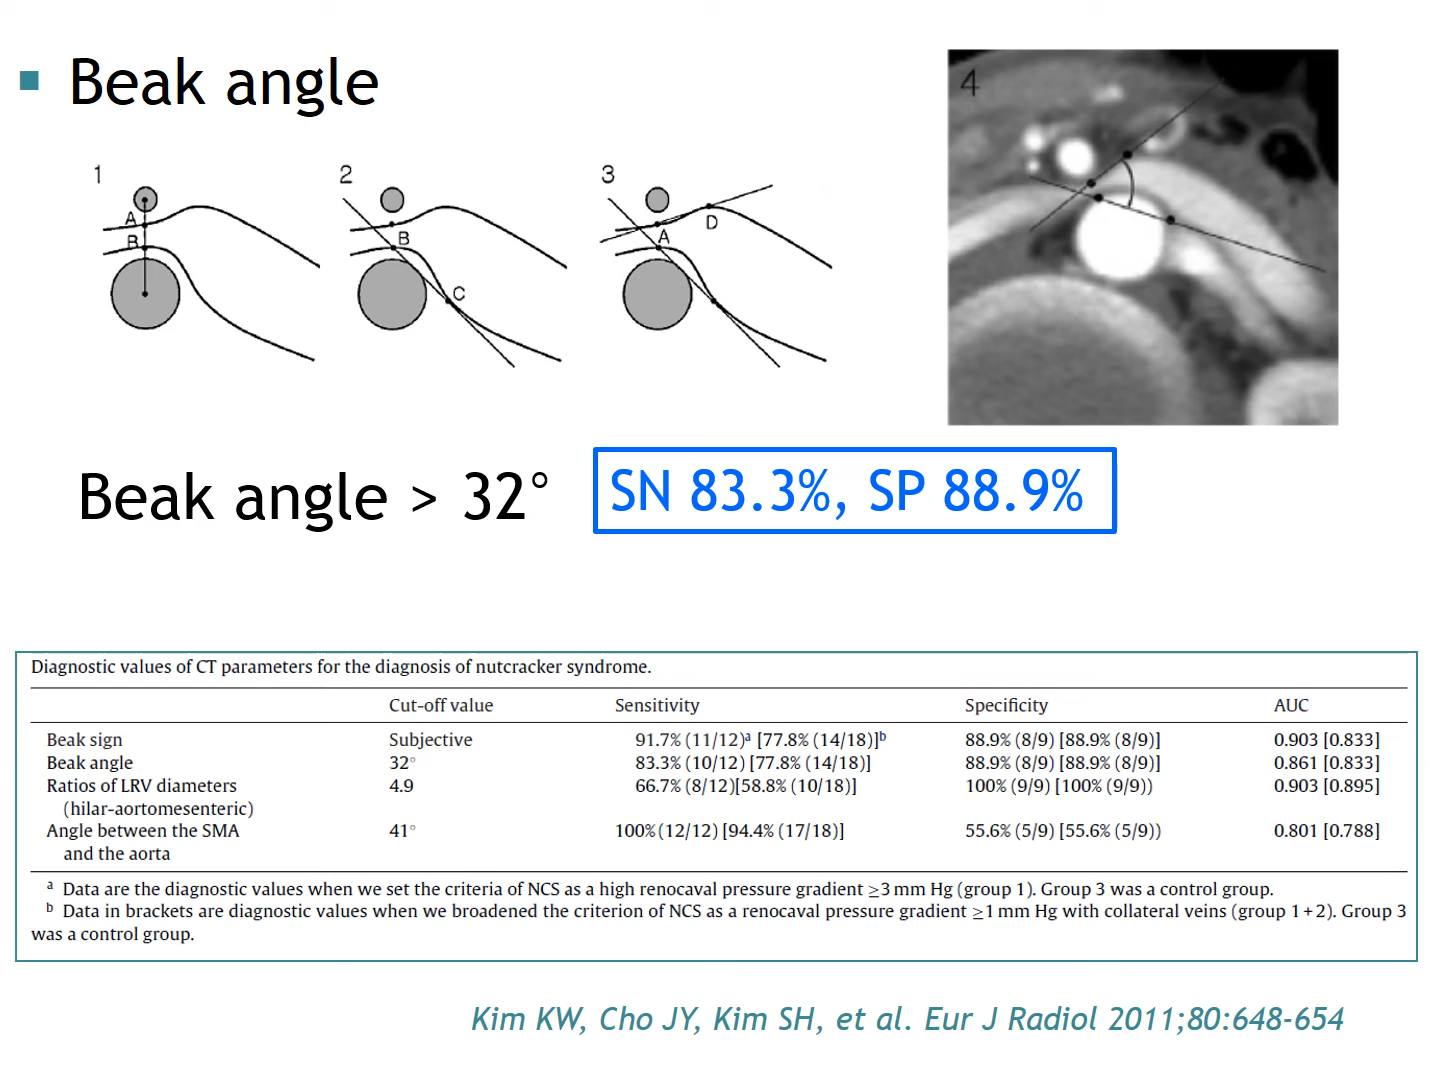 Beak angle
1
A
B
2
B
C
3
A
D
4
Beak angle > 32°
SN 83.3%, SP 88.9%
Diagnostic values of CT parameters for the diagnosis of nutcracker syndrome.
Cut-off value Sensitivity Specificity AUC
Beak sign Subjective 91.7% (11/12)a [77.8% (14/18)]b 88.9% (8/9) [88.9% (8/9)] 0.903 [0.833]
Beak angle 32° 83.3% (10/12) [77.8% (14/18)] 88.9% (8/9) [88.9% (8/9)] 0.861 [0.833]
Ratios of LRV diameters 4.9 66.7% (8/12)[58.8% (10/18)] 100% (9/9) [100% (9/9)) 0.903 [0.895]
(hilar-aortomesenteric)
Angle between the SMA 41° 100% (12/12) [94.4% (17/18)] 55.6% (5/9) [55.6% (5/9)) 0.801 [0.788]
and the aorta
a Data are the diagnostic values when we set the criteria of NCS as a high renocaval pressure gradient ≥3 mm Hg (group 1). Group 3 was a control group.
b Data in brackets are diagnostic values when we broadened the criterion of NCS as a renocaval pressure gradient ≥1 mm Hg with collateral veins (group 1 + 2). Group 3
was a control group.
Kim KW, Cho JY, Kim SH, et al. Eur J Radiol 2011;80:648-654